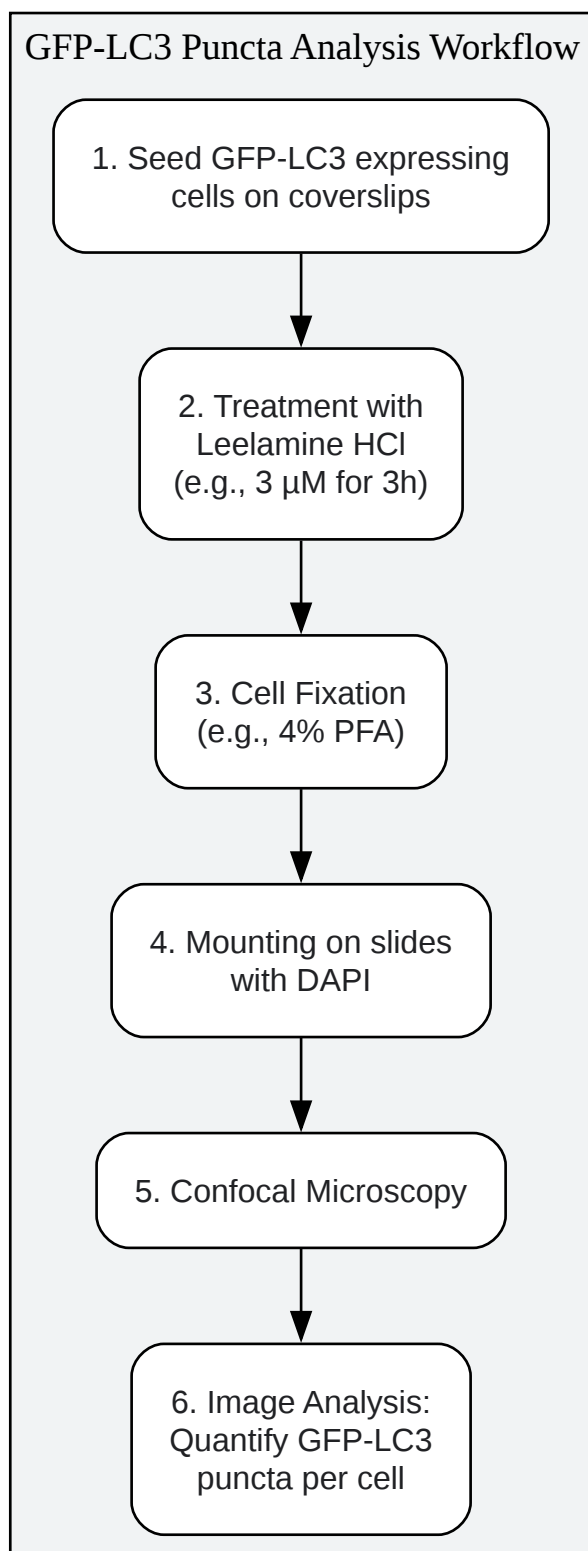 GFP-LC3 Puncta Analysis Workflow
1. Seed GFP-LC3 expressing
cells on coverslips
2. Treatment with
Leelamine HCl
(e.g., 3 µM for 3h)
3. Cell Fixation
(e.g., 4% PFA)
4. Mounting on slides
with DAPI
5. Confocal Microscopy
6. Image Analysis:
Quantify GFP-LC3
puncta per cell